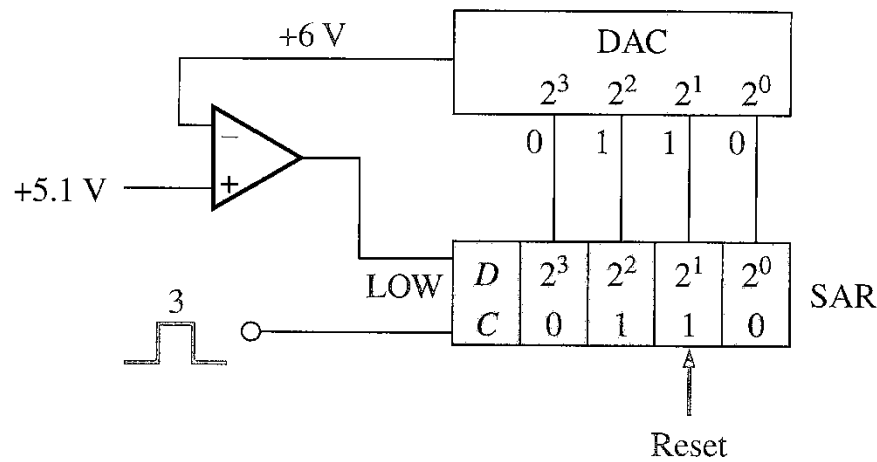 +6 V
DAC
2³ 2² 2¹ 2⁰
0 1 1 0
−
+
+5.1 V
LOW
D 2³ 2² 2¹ 2⁰
SAR
C 0 1 1 0
3
Reset